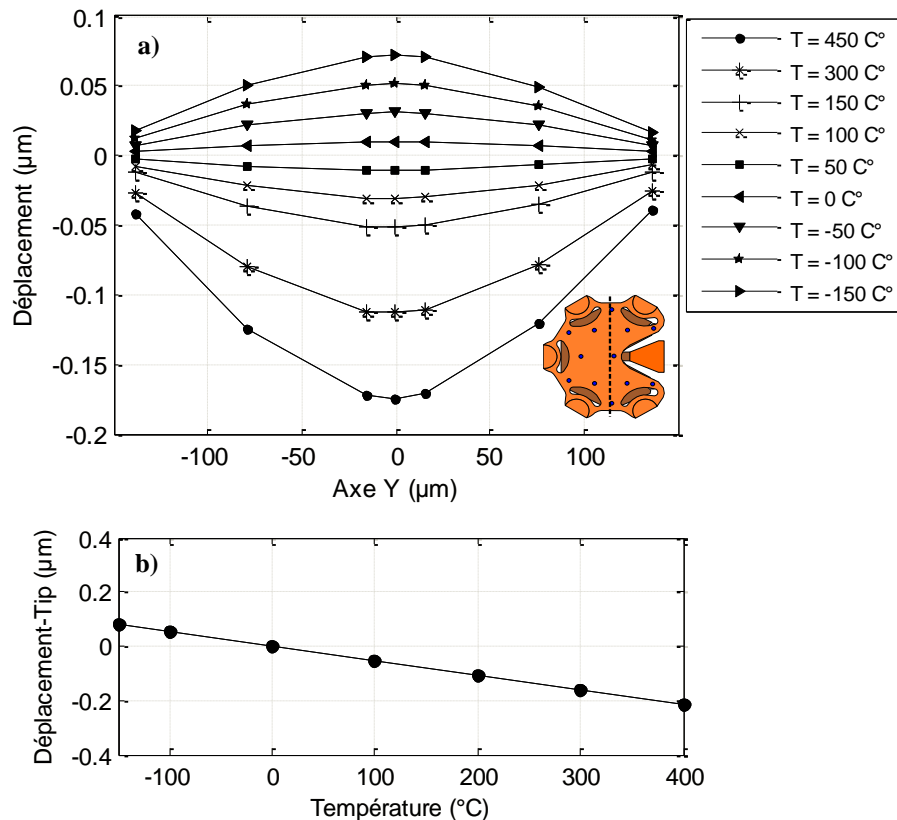 a)
0.1
0.05
0
-0.05
-0.1
-0.15
-0.2
Déplacement (µm)
-100
-50
0
50
100
Axe Y (µm)
T = 450 C°
T = 300 C°
T = 150 C°
T = 100 C°
T = 50 C°
T = 0 C°
T = -50 C°
T = -100 C°
T = -150 C°
b)
0.4
0.2
0
-0.2
-0.4
Déplacement-Tip (µm)
-100
0
100
200
300
400
Température (°C)